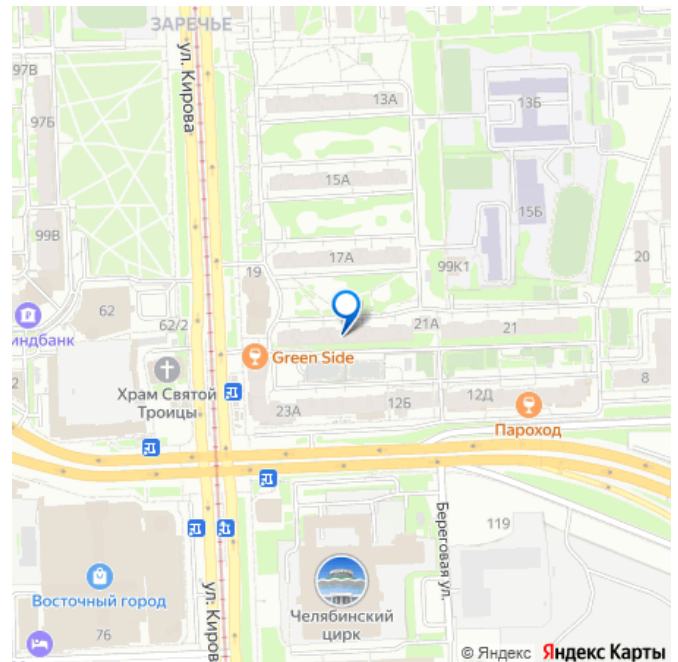 ЗАРЕЧЬЕ
97В
ул. Кирова
13А
13Б
97Б
15А
15Б
99В
17А
99К1
20
19
62
62/2
21А
21
индбанк
Green Side
8
Храм Святой
Троицы
2
23А
12Б
12Д
Пароход
Береговая ул.
119
Восточный город
76
ул. Киров
Челябинский
цирк
© Яндекс Яндекс Карты